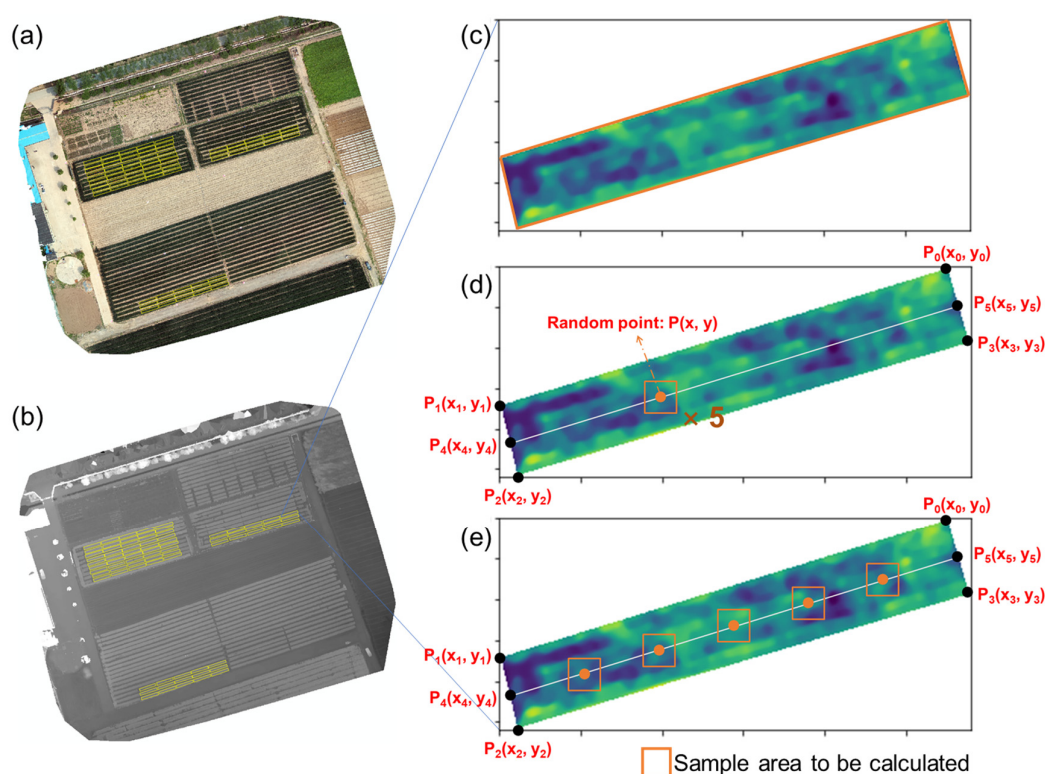 (a)
(c)
P₀(x₀, y₀)
(d)
P₅(x₅, y₅)
Random point: P(x, y)
P₃(x₃, y₃)
P₁(x₁, y₁)
× 5
(b)
P₄(x₄, y₄)
P₂(x₂, y₂)
P₀(x₀, y₀)
(e)
P₅(x₅, y₅)
P₃(x₃, y₃)
P₁(x₁, y₁)
P₄(x₄, y₄)
P₂(x₂, y₂)
Sample area to be calculated